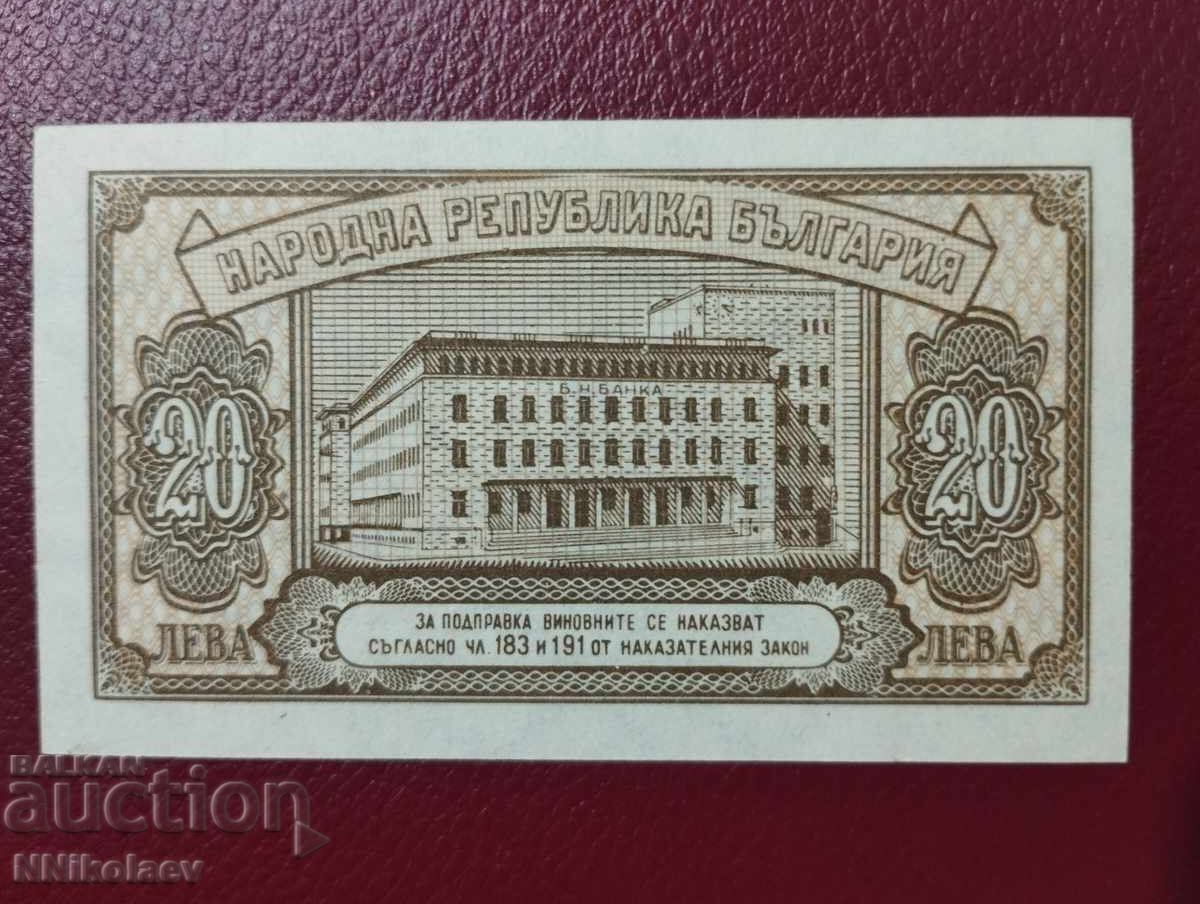 НАРОДНА РЕПУБЛИКА БЪЛГАРИЯ
Б.Н.БАНКА
20
20
ЗА ПОДПРАВКА ВИНОВНИТЕ СЕ НАКАЗВАТ
СЪГЛАСНО ЧЛ. 183 И 191 ОТ НАКАЗАТЕЛНИЯ ЗАКОН
ЛЕВА
ЛЕВА
BALKAN
auction
NNikolaev